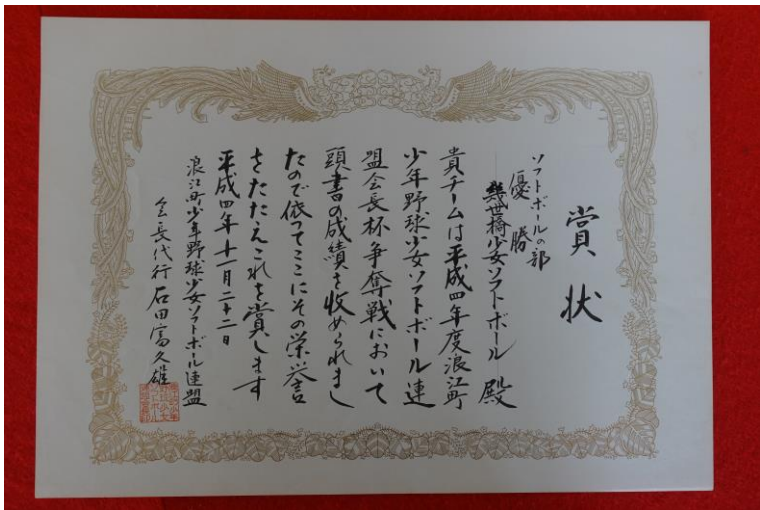 賞状
ソフトボールの部
優勝
幾世橋少女ソフトボール 殿
貴チームは平成四年度浪江町
少年野球少女ソフトボール連
盟会長杯争奪戦において
頭書の成績を收められまし
たので依つてここにその栄誉
をたたえこれを賞します
平成四年十一月二十二日
浪江町少年野球少女ソフトボール連盟
会長代行 石田富久雄